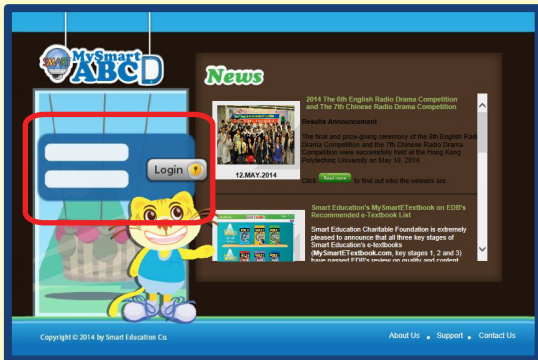 SMART
MySmart
ABCD
News
2014 The 6th English Radio Drama Competition
and The 7th Chinese Radio Drama Competition
Results Announcement
The final and prize-giving ceremony of the 6th English Rad
Drama Competition and the 7th Chinese Radio Drama
Competition were successfully held at the Hong Kong
Polytechnic University on May 10, 2014.
Click Read more to find out who the winners are.
12.MAY.2014
Login
Smart Education's MySmartETextbook on EDB's
Recommended e-Textbook List
Smart Education Charitable Foundation is extremely
pleased to announce that all three key stages of
Smart Education's e-textbooks
(MySmartETextbook.com, key stages 1, 2 and 3)
have passed EDB's review on quality and content
Copyright © 2014 by Smart Education Co.
About Us . Support . Contact Us